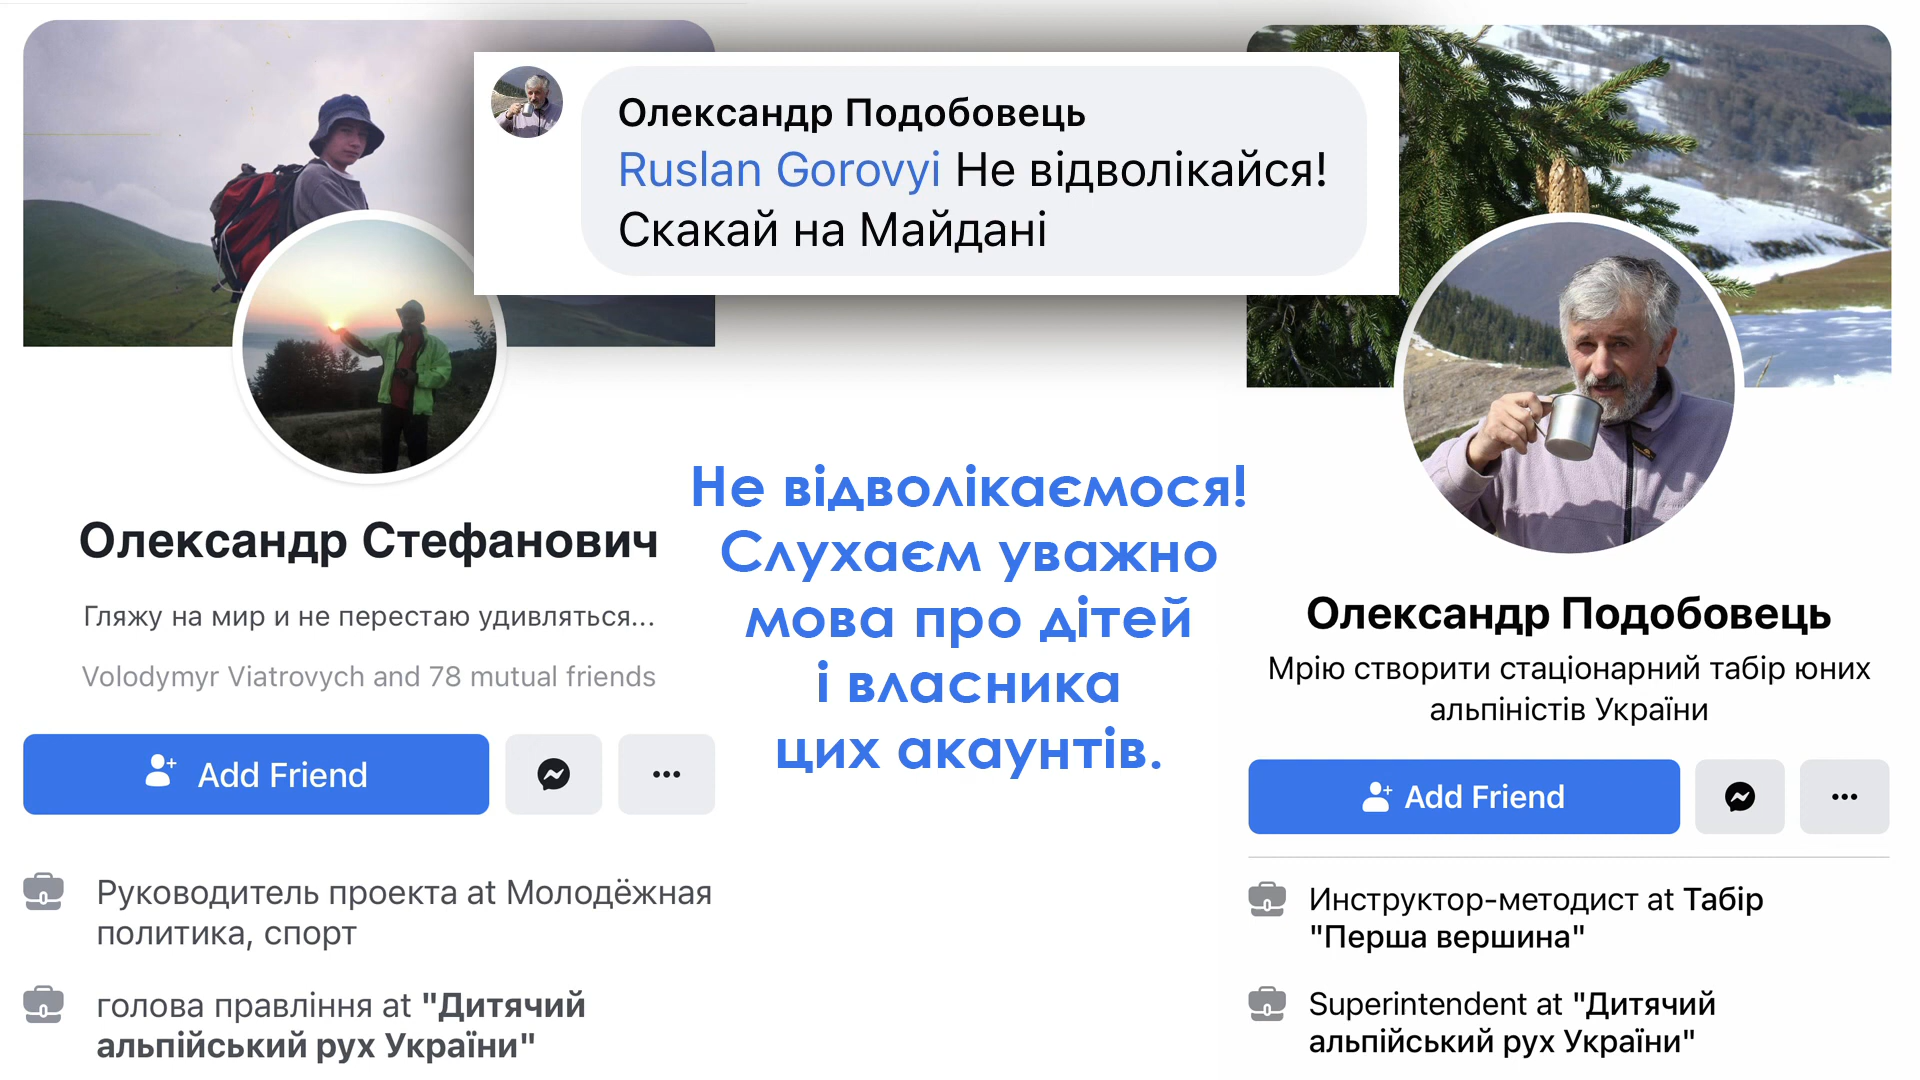 Олександр Подобовець
Ruslan Gorovyi Не відволікайся!
Скакай на Майдані
Олександр Стефанович
Гляжу на мир и не перестаю удивляться...
Volodymyr Viatrovych and 78 mutual friends
Add Friend
Руководитель проекта at Молодёжная
политика, спорт
голова правління at "Дитячий
альпійський рух України"
Не відволікаємося!
Слухаєм уважно
мова про дітей
і власника
цих акаунтів.
Олександр Подобовець
Мрію створити стаціонарний табір юних
альпіністів України
Add Friend
Инструктор-методист at Табір
"Перша вершина"
Superintendent at "Дитячий
альпійський рух України"